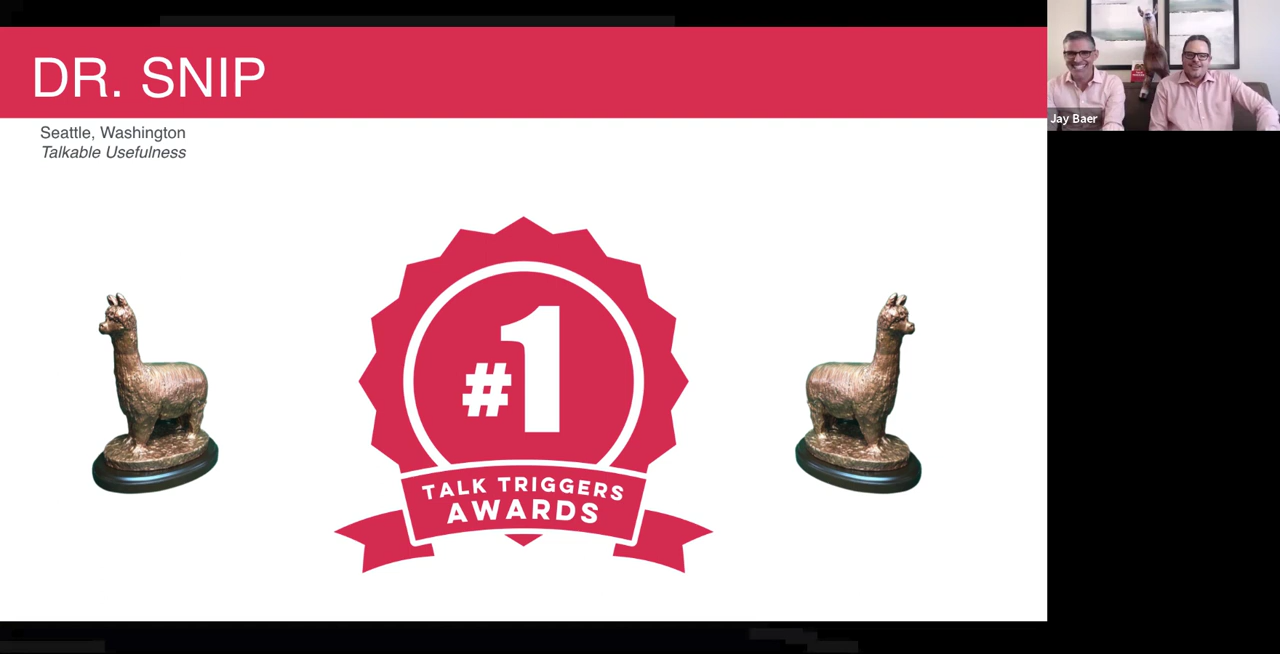 DR. SNIP
Seattle, Washington
Talkable Usefulness
#1
TALK TRIGGERS
AWARDS
Jay Baer